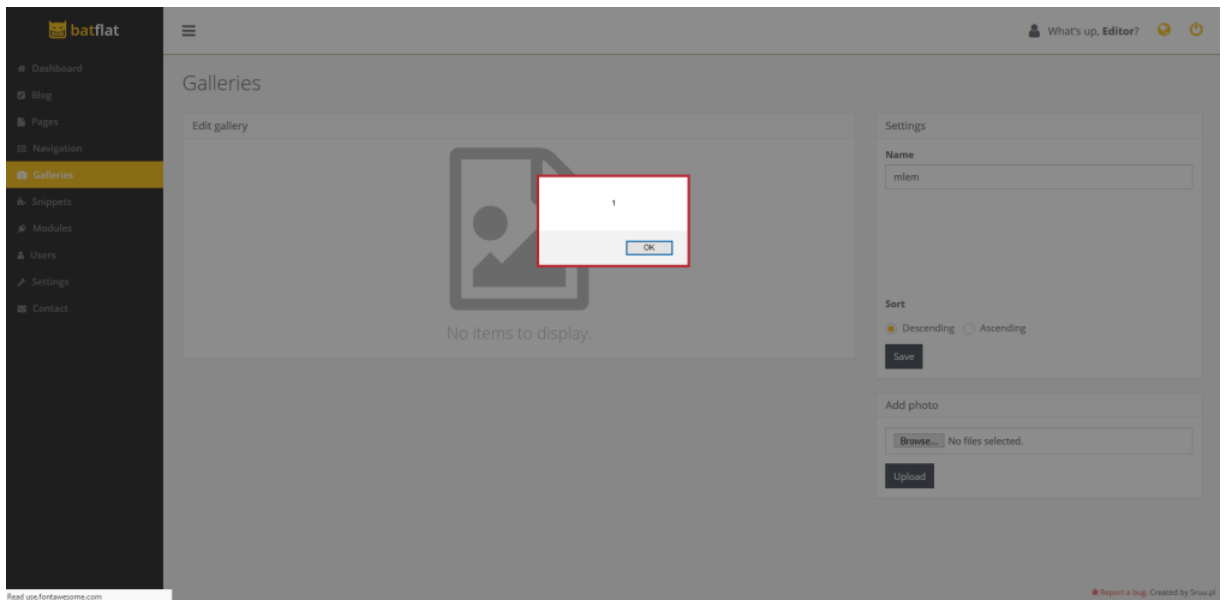 batflat
What's up, Editor?
Dashboard
Blog
Pages
Navigation
Galleries
Snippets
Modules
Users
Settings
Contact
Galleries
Edit gallery
No items to display.
1
OK
Settings
Name
mlem
Sort
Descending Ascending
Save
Add photo
Browse... No files selected.
Upload
Read use.fontawesome.com
Report a bug. Created by Sruu.pl